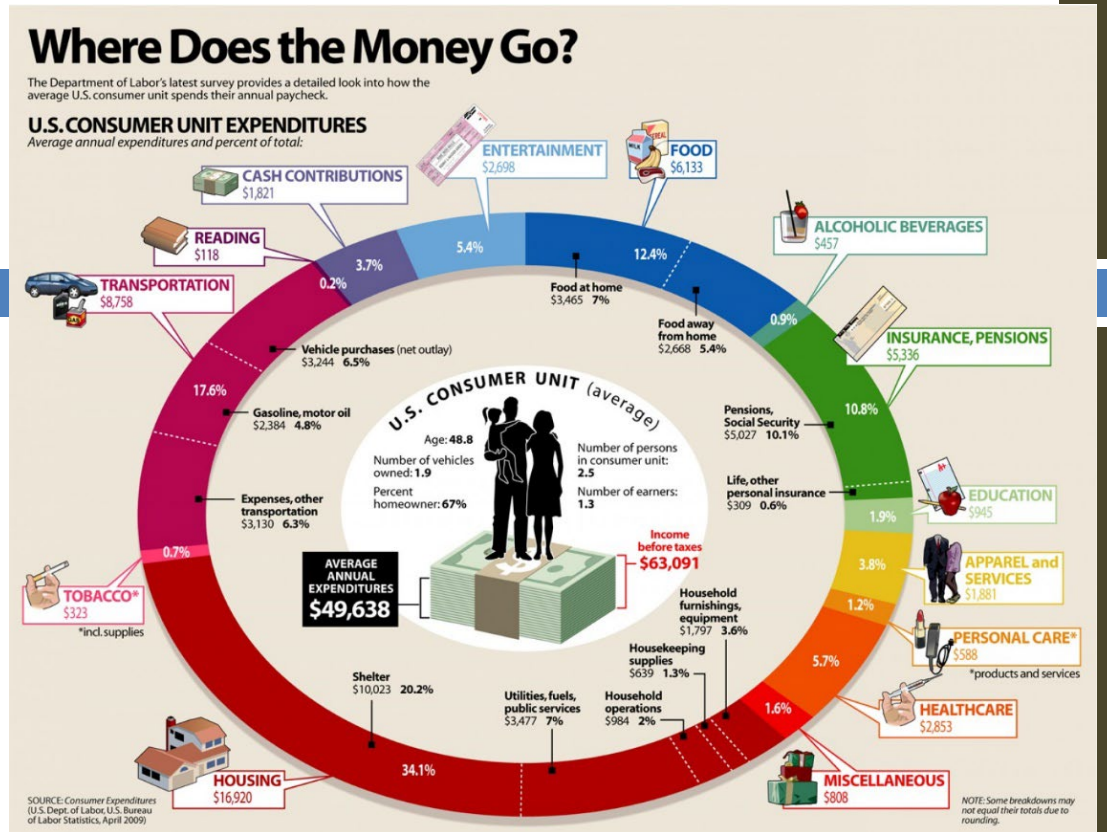 Where Does the Money Go?
The Department of Labor's latest survey provides a detailed look into how the
average U.S. consumer unit spends their annual paycheck.
U.S. CONSUMER UNIT EXPENDITURES
Average annual expenditures and percent of total:
ENTERTAINMENT
$2,698
FOOD
$6,133
CASH CONTRIBUTIONS
$1,821
READING
$118
TRANSPORTATION
$8,758
ALCOHOLIC BEVERAGES
$457
INSURANCE, PENSIONS
$5,336
EDUCATION
$945
APPAREL and
SERVICES
$1,881
PERSONAL CARE*
$588
*products and services
HEALTHCARE
$2,853
MISCELLANEOUS
$808
HOUSING
$16,920
TOBACCO*
$323
*incl. supplies
5.4%
12.4%
0.9%
10.8%
1.9%
3.8%
1.2%
5.7%
1.6%
34.1%
0.7%
17.6%
0.2%
3.7%
Food at home
$3,465 7%
Food away
from home
$2,668 5.4%
Pensions,
Social Security
$5,027 10.1%
Life, other
personal insurance
$309 0.6%
Household
furnishings,
equipment
$1,797 3.6%
Housekeeping
supplies
$639 1.3%
Household
operations
$984 2%
Utilities, fuels,
public services
$3,477 7%
Shelter
$10,023 20.2%
Expenses, other
transportation
$3,130 6.3%
Gasoline, motor oil
$2,384 4.8%
Vehicle purchases (net outlay)
$3,244 6.5%
U.S. CONSUMER UNIT (average)
Age: 48.8
Number of vehicles
owned: 1.9
Percent
homeowner: 67%
Number of persons
in consumer unit:
2.5
Number of earners:
1.3
Income
before taxes
$63,091
AVERAGE
ANNUAL
EXPENDITURES
$49,638
MILK
CEREAL
A+
SOURCE: Consumer Expenditures
(U.S. Dept. of Labor, U.S. Bureau
of Labor Statistics, April 2009)
NOTE: Some breakdowns may
not equal their totals due to
rounding.